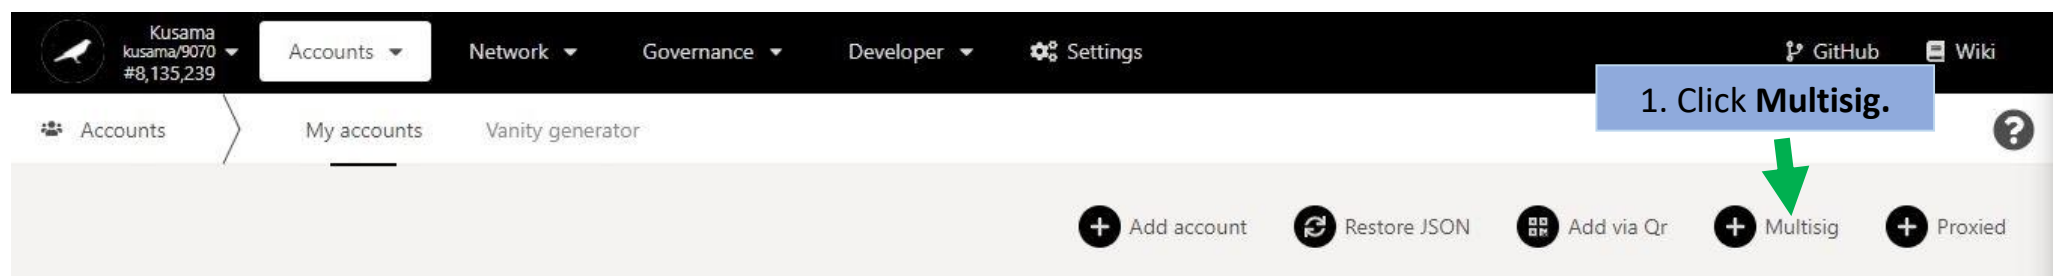 Kusama
kusama/9070
#8,135,239
Accounts
Network
Governance
Developer
Settings
GitHub
Wiki
1. Click Multisig.
Accounts
My accounts
Vanity generator
?
Add account
Restore JSON
Add via Qr
Multisig
Proxied